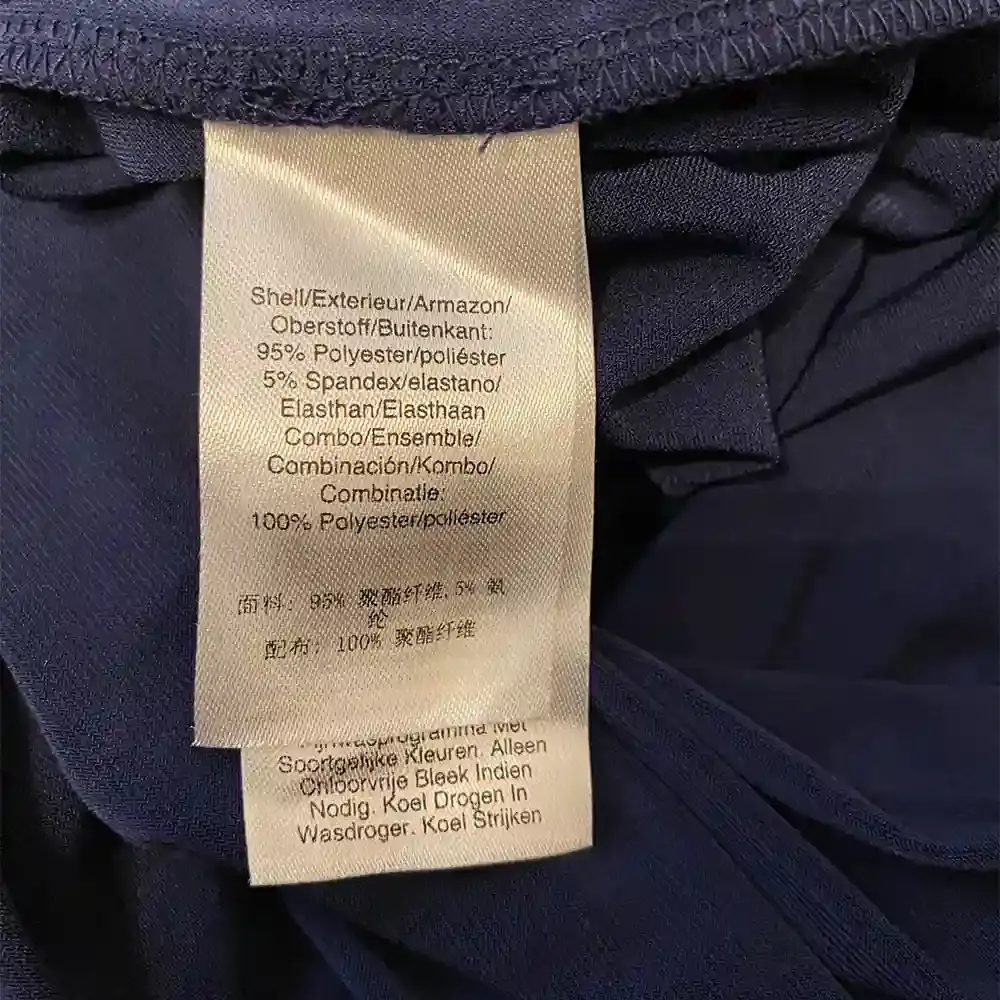 Shell/Exterieur/Armazon/
Oberstoff/Buitenkant:
95% Polyester/poliéster
5% Spandex/elastano/
Elasthan/Elasthaan
Combo/Ensemble/
Combinación/Kombo/
Combinatie:
100% Polyester/poliéster
面料: 95% 聚酯纤维,5% 氨
纶
配布: 100% 聚酯纤维
Met
Soortgelijke Kleuren. Alleen
Chloorvrije Bleek Indien
Nodig. Koel Drogen In
Wasdroger. Koel Strijken